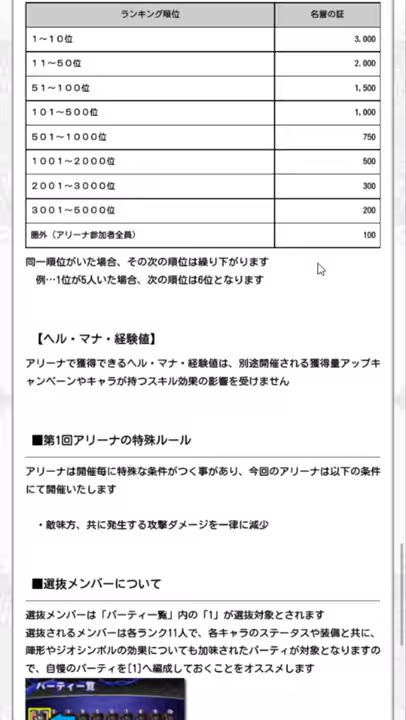 ランキング順位 名誉の証
１～１０位 3,000
１１～５０位 2,000
５１～１００位 1,500
１０１～５００位 1,000
５０１～１０００位 750
１００１～２０００位 500
２００１～３０００位 300
３００１～５０００位 200
圏外（アリーナ参加者全員） 100
同一順位がいた場合、その次の順位は繰り下がります
例…1位が5人いた場合、次の順位は6位となります
【ヘル・マナ・経験値】
アリーナで獲得できるヘル・マナ・経験値は、別途開催される獲得量アップキ
ャンペーンやキャラが持つスキル効果の影響を受けません
■第1回アリーナの特殊ルール
アリーナは開催毎に特殊な条件がつく事があり、今回のアリーナは以下の条件
にて開催いたします
・敵味方、共に発生する攻撃ダメージを一律に減少
■選抜メンバーについて
選抜メンバーは「パーティ一覧」内の「1」が選抜対象とされます
選抜されるメンバーは各ランク11人で、各キャラのステータスや装備と共に、
陣形やジオシンボルの効果についても加味されたパーティが対象となりますの
で、自慢のパーティを[1]へ編成しておくことをオススメします
パーティ一覧